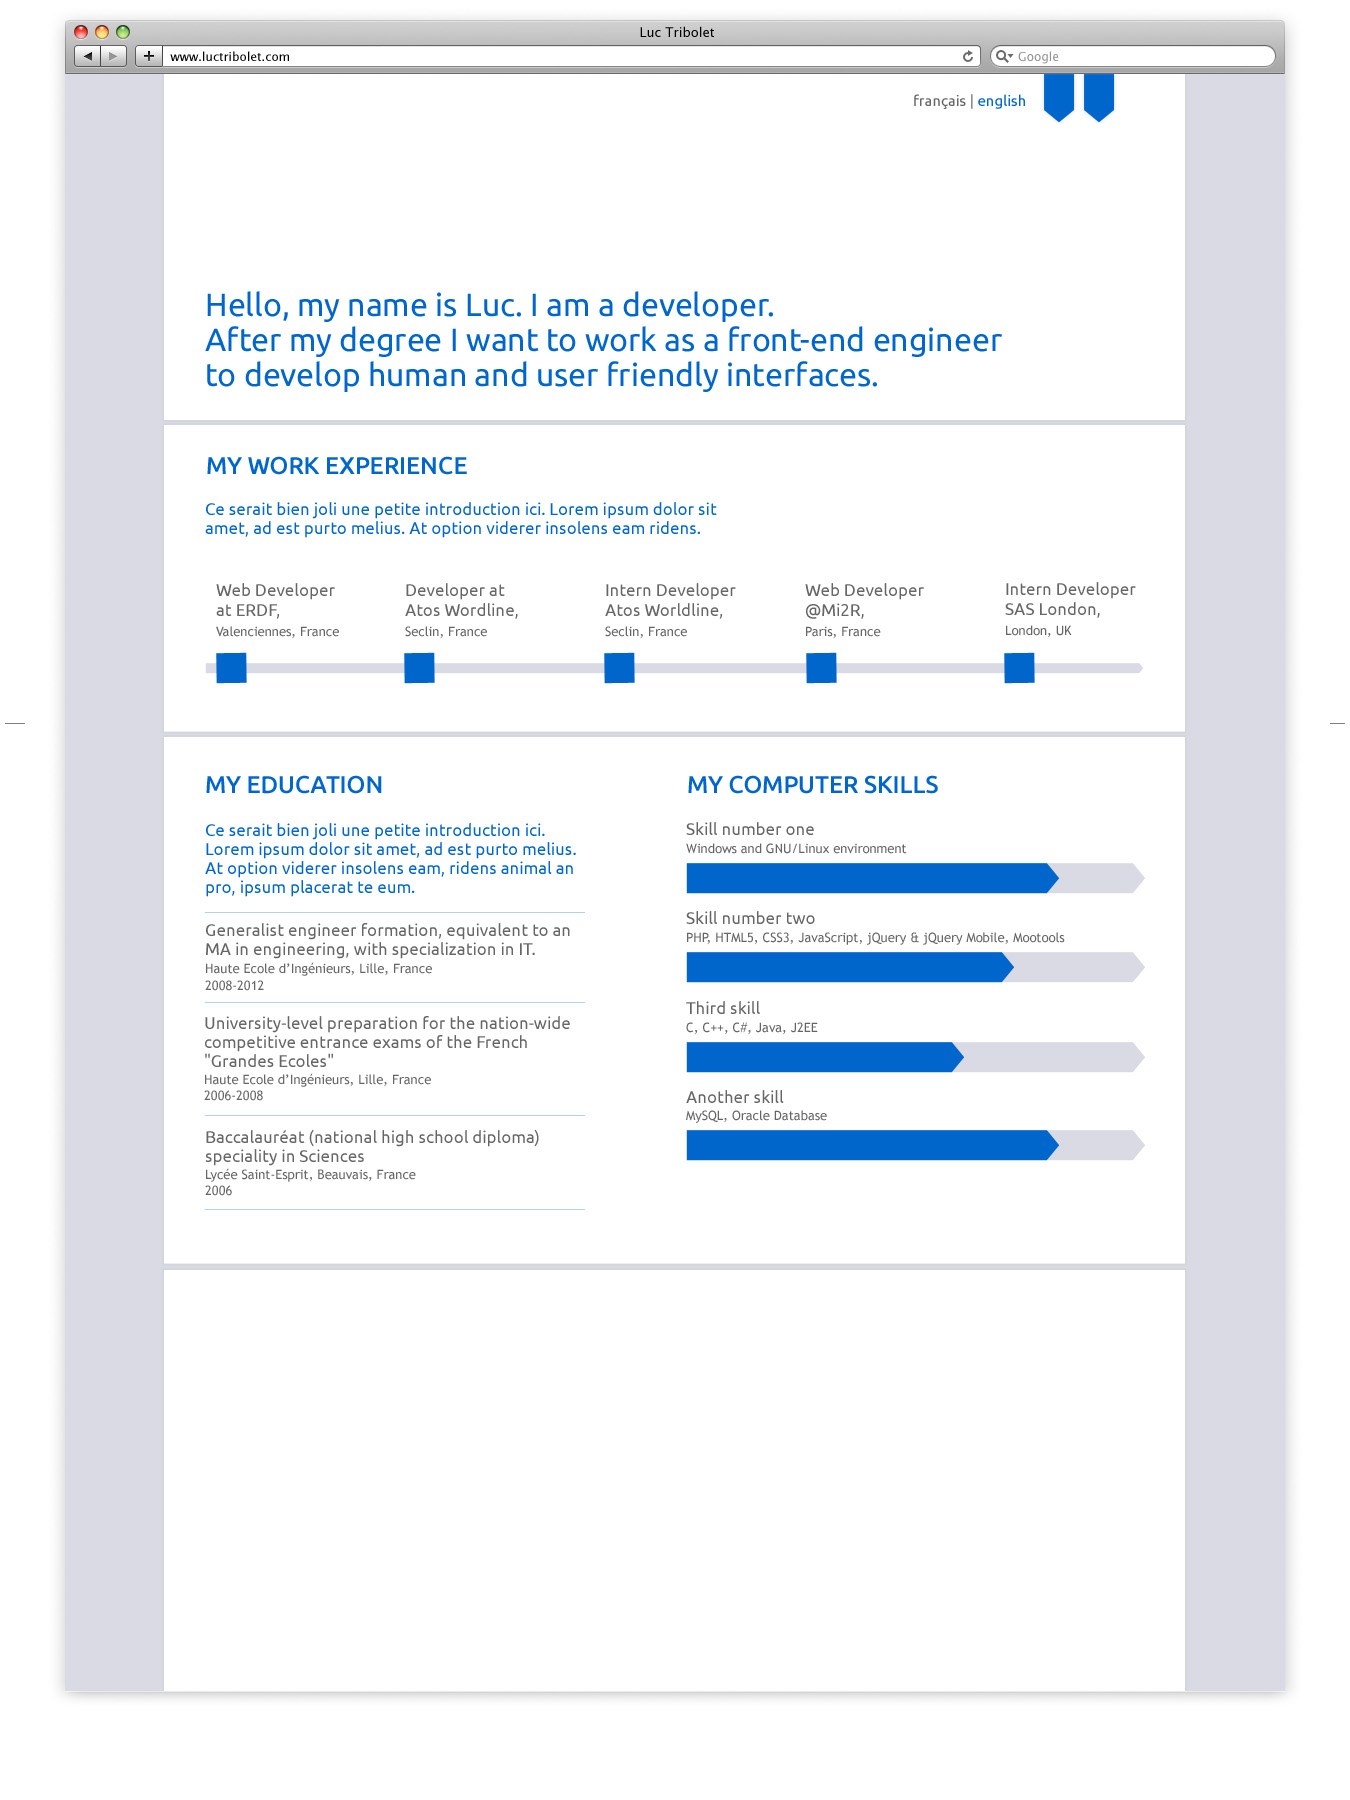 Luc Tribolet
www.luctribolet.com
Google
français | english
Hello, my name is Luc. I am a developer.
After my degree I want to work as a front-end engineer
to develop human and user friendly interfaces.
MY WORK EXPERIENCE
Ce serait bien joli une petite introduction ici. Lorem ipsum dolor sit
amet, ad est purto melius. At option viderer insolens eam ridens.
Web Developer
at ERDF,
Valenciennes, France
Developer at
Atos Wordline,
Seclin, France
Intern Developer
Atos Worldline,
Seclin, France
Web Developer
@Mi2R,
Paris, France
Intern Developer
SAS London,
London, UK
MY EDUCATION
Ce serait bien joli une petite introduction ici.
Lorem ipsum dolor sit amet, ad est purto melius.
At option viderer insolens eam, ridens animal an
pro, ipsum placerat te eum.
Generalist engineer formation, equivalent to an
MA in engineering, with specialization in IT.
Haute Ecole d'Ingénieurs, Lille, France
2008-2012
University-level preparation for the nation-wide
competitive entrance exams of the French
"Grandes Ecoles"
Haute Ecole d'Ingénieurs, Lille, France
2006-2008
Baccalauréat (national high school diploma)
speciality in Sciences
Lycée Saint-Esprit, Beauvais, France
2006
MY COMPUTER SKILLS
Skill number one
Windows and GNU/Linux environment
Skill number two
PHP, HTML5, CSS3, JavaScript, jQuery & jQuery Mobile, Mootools
Third skill
C, C++, C#, Java, J2EE
Another skill
MySQL, Oracle Database